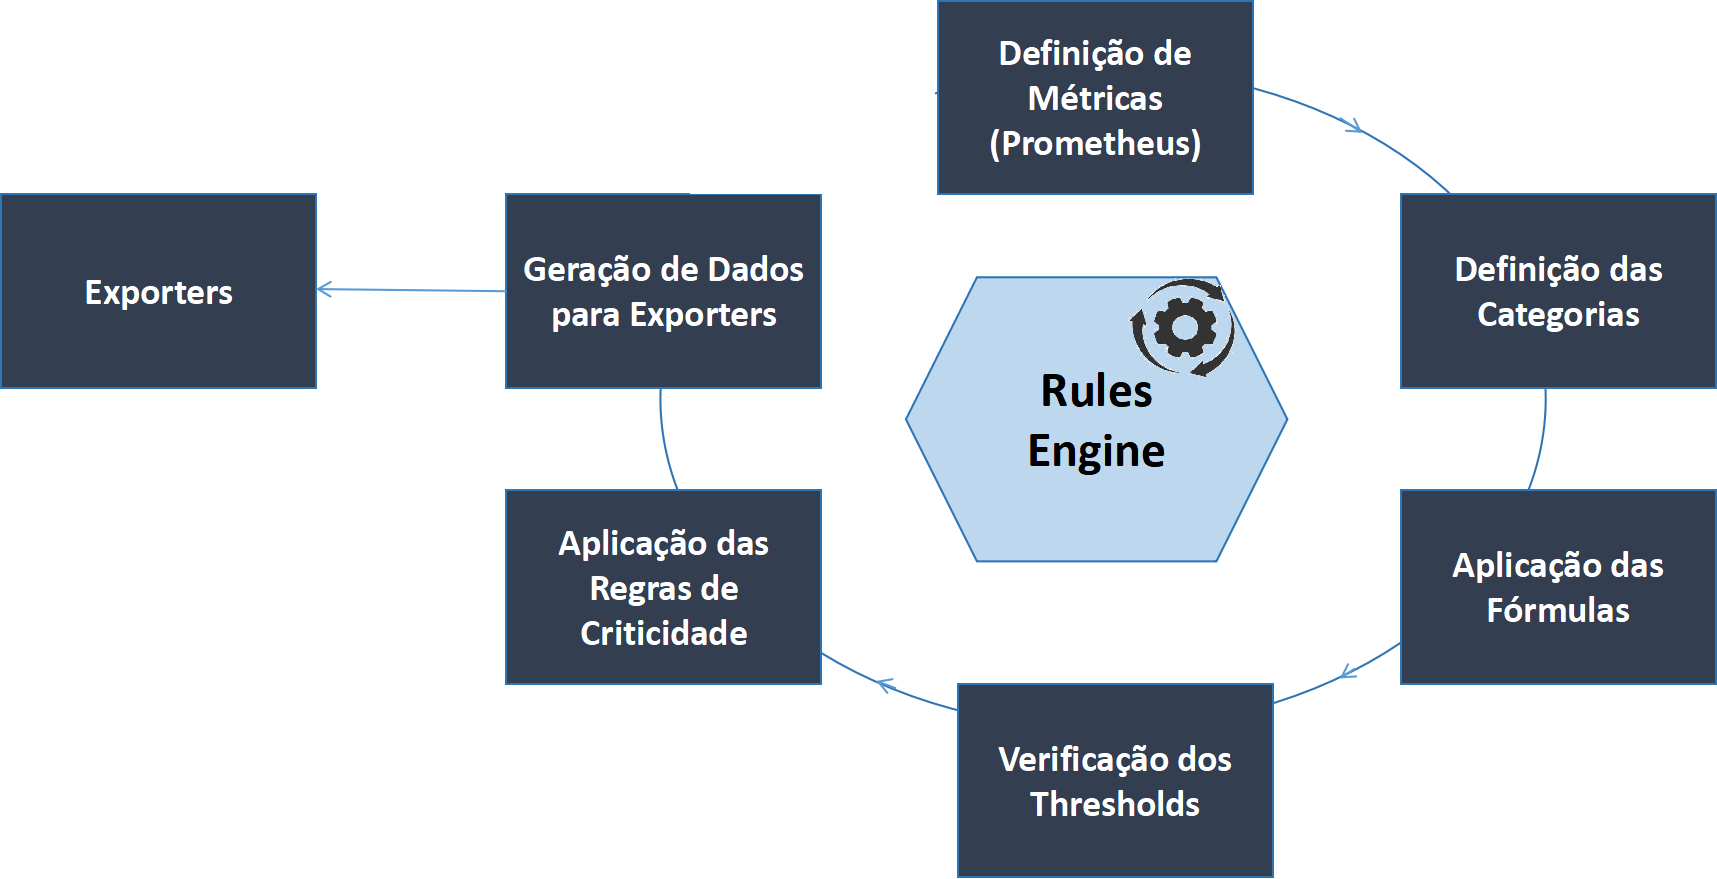 Definição de
Métricas
(Prometheus)
Definição das
Categorias
Aplicação das
Fórmulas
Verificação dos
Thresholds
Aplicação das
Regras de
Criticidade
Geração de Dados
para Exporters
Exporters
Rules
Engine